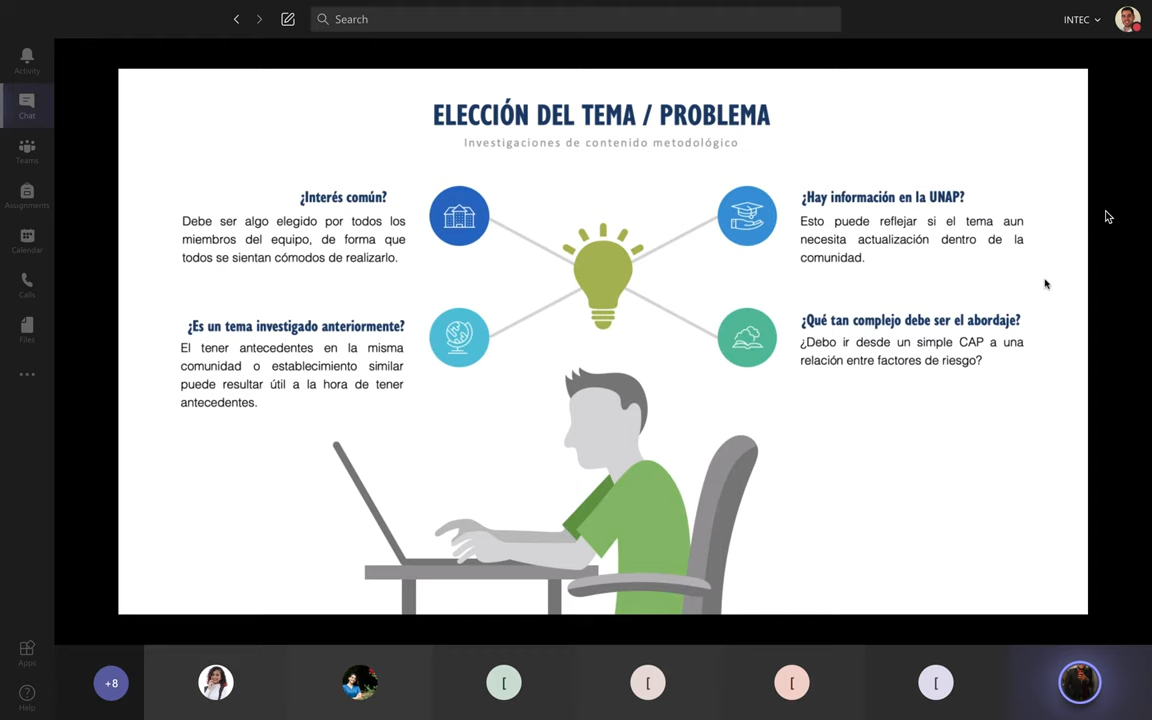 Search
INTEC
Activity
Chat
Teams
Assignments
Calendar
Calls
Files
Apps
Help
ELECCIÓN DEL TEMA / PROBLEMA
Investigaciones de contenido metodológico
¿Interés común?
Debe ser algo elegido por todos los
miembros del equipo, de forma que
todos se sientan cómodos de realizarlo.
¿Es un tema investigado anteriormente?
El tener antecedentes en la misma
comunidad o establecimiento similar
puede resultar útil a la hora de tener
antecedentes.
¿Hay información en la UNAP?
Esto puede reflejar si el tema aun
necesita actualización dentro de la
comunidad.
¿Qué tan complejo debe ser el abordaje?
¿Debo ir desde un simple CAP a una
relación entre factores de riesgo?
+8
[
[
[
[